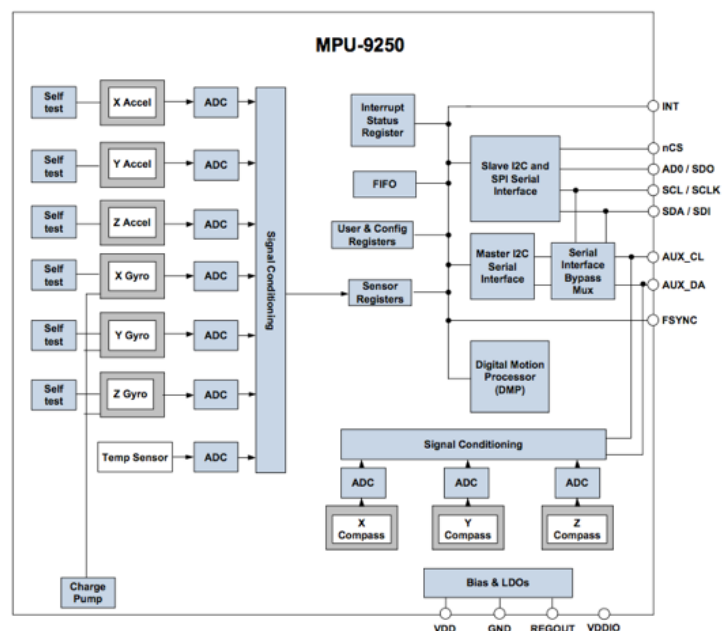 MPU-9250
Self
test
X Accel
ADC
Self
test
Y Accel
ADC
Self
test
Z Accel
ADC
Self
test
X Gyro
ADC
Self
test
Y Gyro
ADC
Self
test
Z Gyro
ADC
Temp Sensor
ADC
Charge
Pump
Signal Conditioning
Interrupt
Status
Register
FIFO
User & Config
Registers
Sensor
Registers
Slave I2C and
SPI Serial
Interface
Master I2C
Serial
Interface
Serial
Interface
Bypass
Mux
Digital Motion
Processor
(DMP)
INT
nCS
AD0 / SDO
SCL / SCLK
SDA / SDI
AUX_CL
AUX_DA
FSYNC
Signal Conditioning
ADC
ADC
ADC
X
Compass
Y
Compass
Z
Compass
Bias & LDOs
VDD
GND
REGOUT
VDDIO